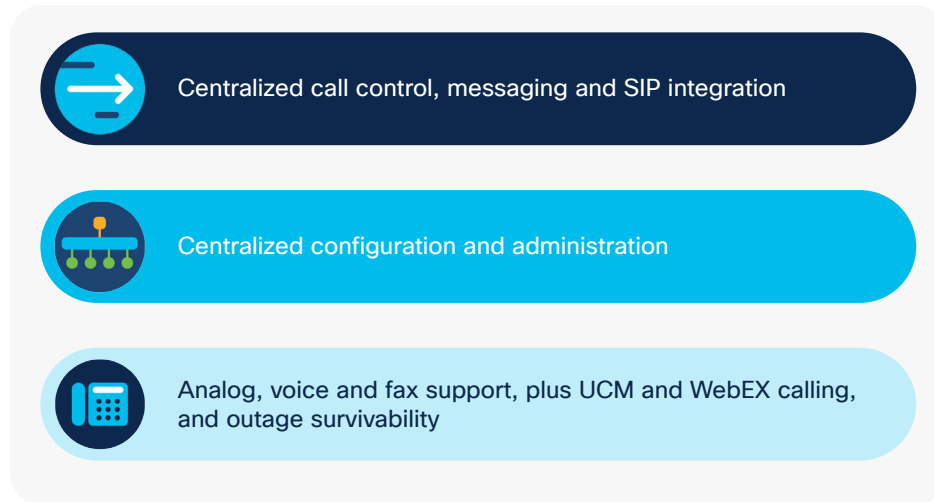 Centralized call control, messaging and SIP integration
Centralized configuration and administration
Analog, voice and fax support, plus UCM and WebEX calling,
and outage survivability